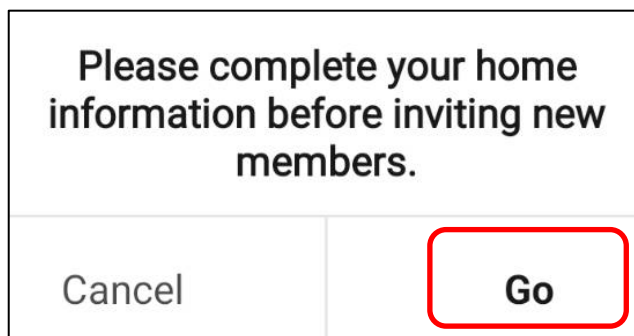 Please complete your home
information before inviting new
members.
Cancel
Go